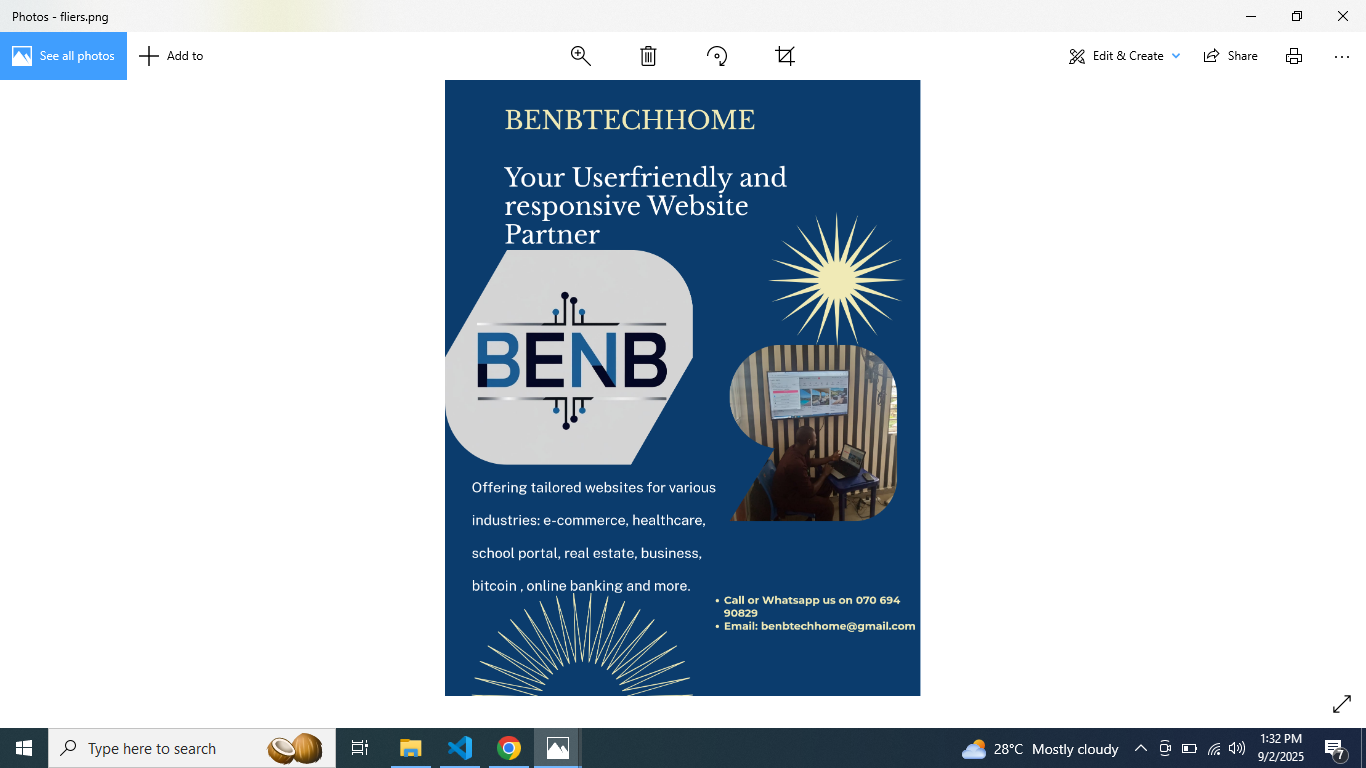 Photos - fliers.png
See all photos
Add to
Edit & Create
Share
BENBTECHHOME
Your Userfriendly and
responsive Website
Partner
BENB
Offering tailored websites for various
industries: e-commerce, healthcare,
school portal, real estate, business,
bitcoin , online banking and more.
• Call or Whatsapp us on 070 694
90829
• Email: benbtechhome@gmail.com
Type here to search
28°C Mostly cloudy
1:32 PM
9/2/2025
7